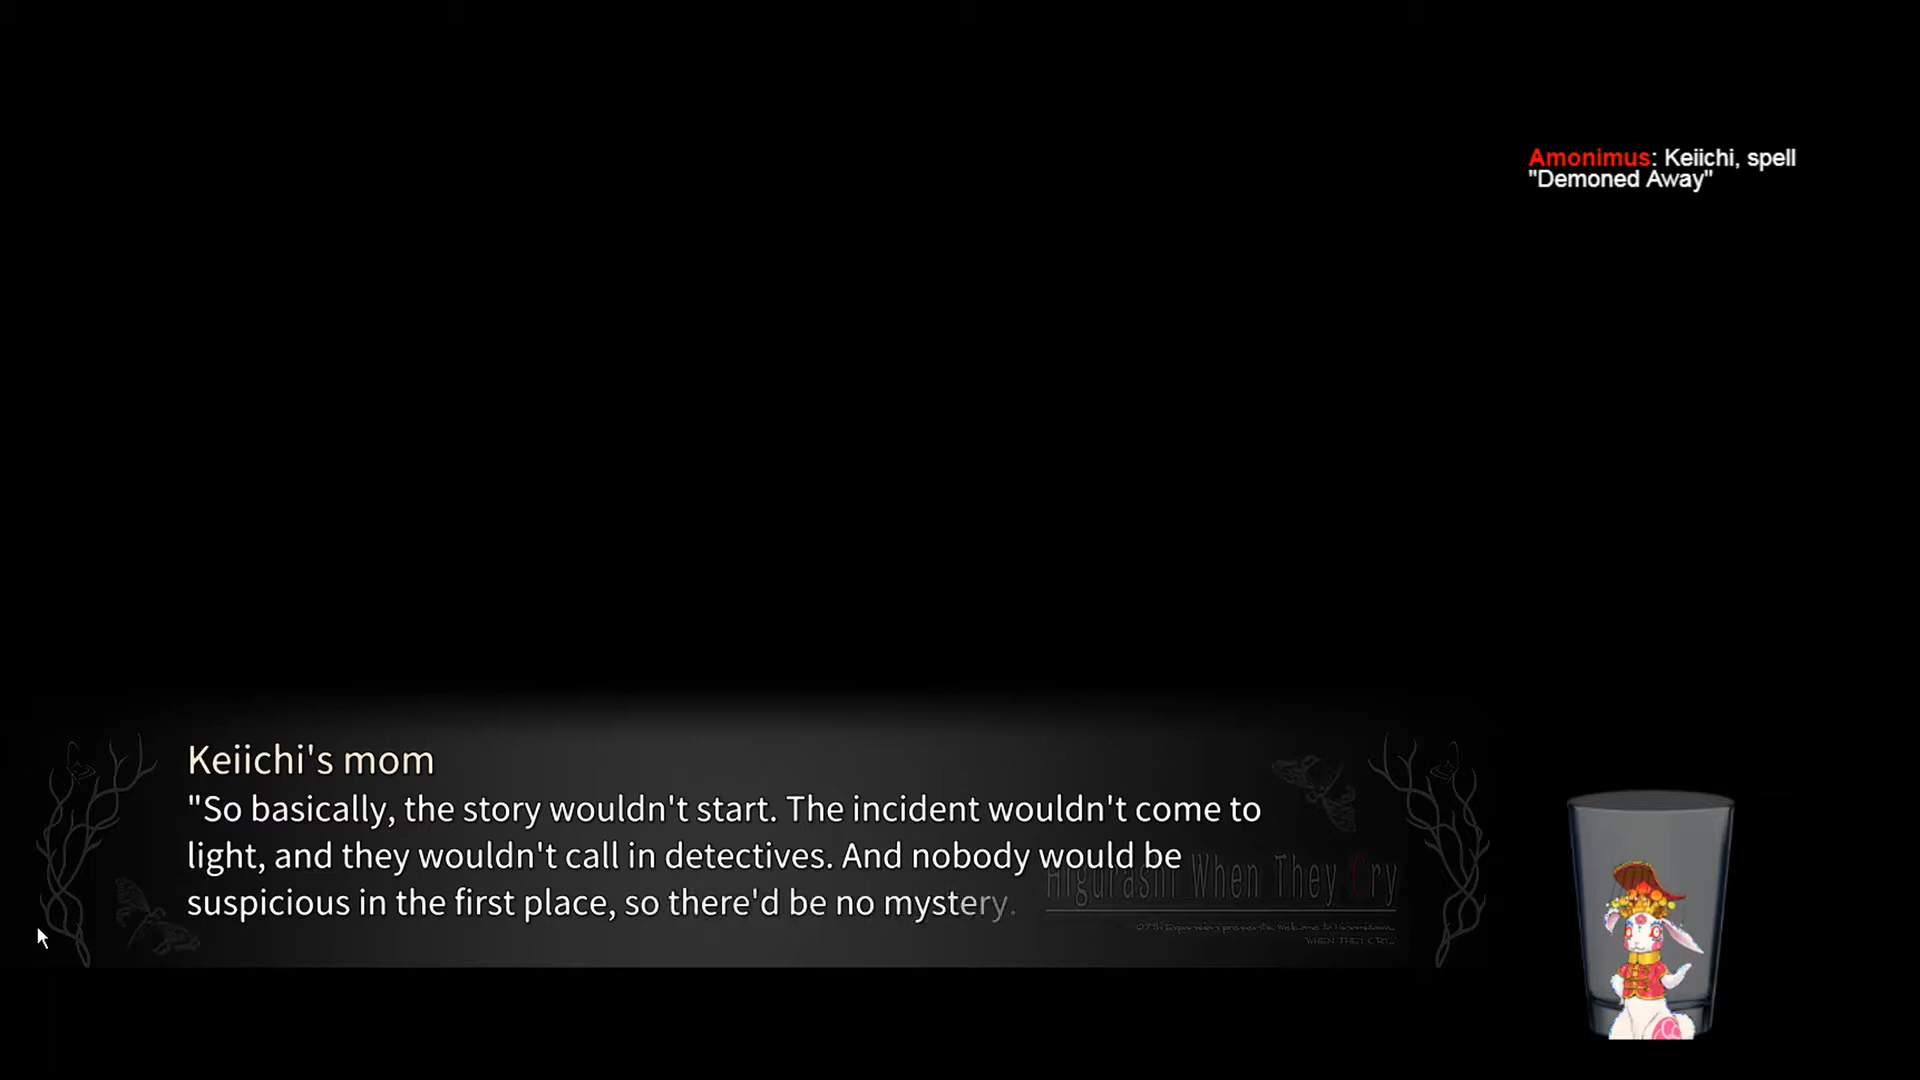 Amonimus: Keiichi, spell
"Demoned Away"
Keiichi's mom
"So basically, the story wouldn't start. The incident wouldn't come to
light, and they wouldn't call in detectives. And nobody would be
suspicious in the first place, so there'd be no mystery.
Higurashi When They Cry